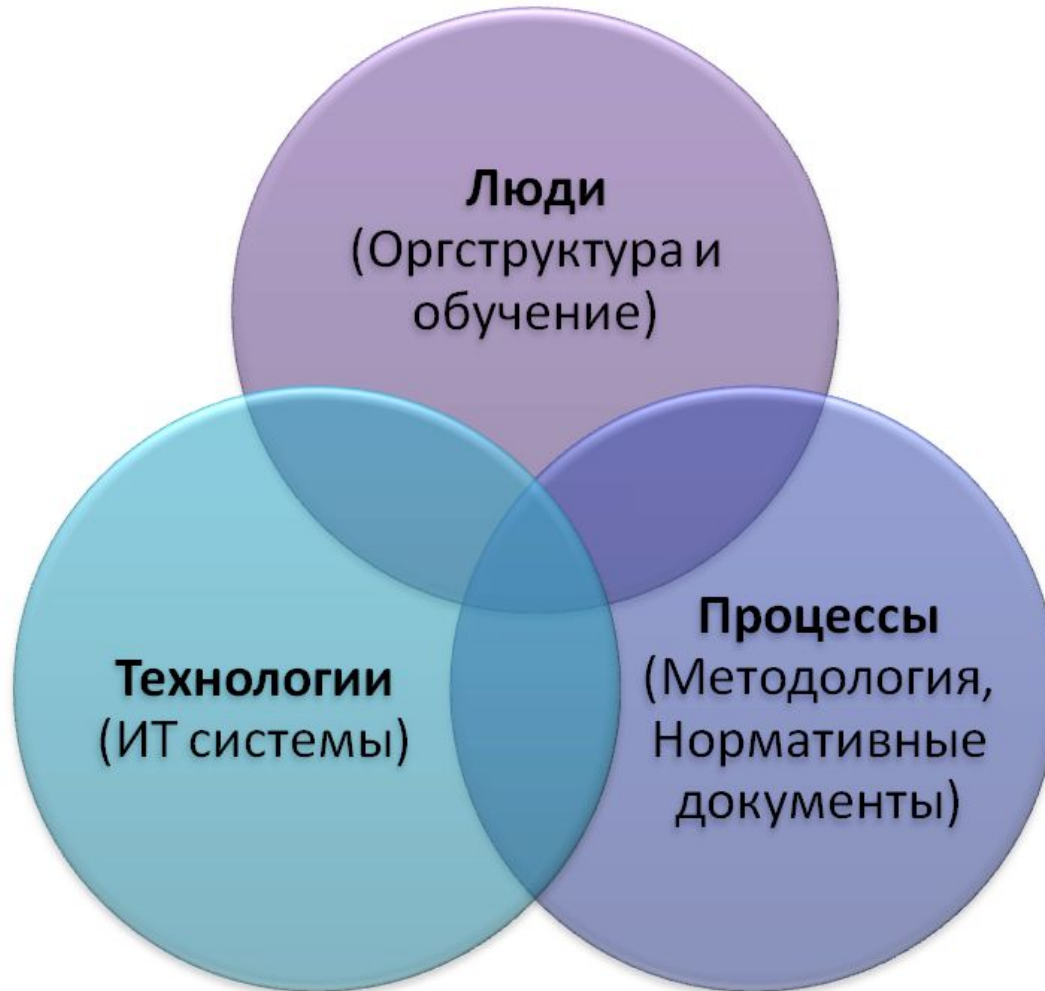 Люди
(Оргструктура и
обучение)
Технологии
(ИТ системы)
Процессы
(Методология,
Нормативные
документы)